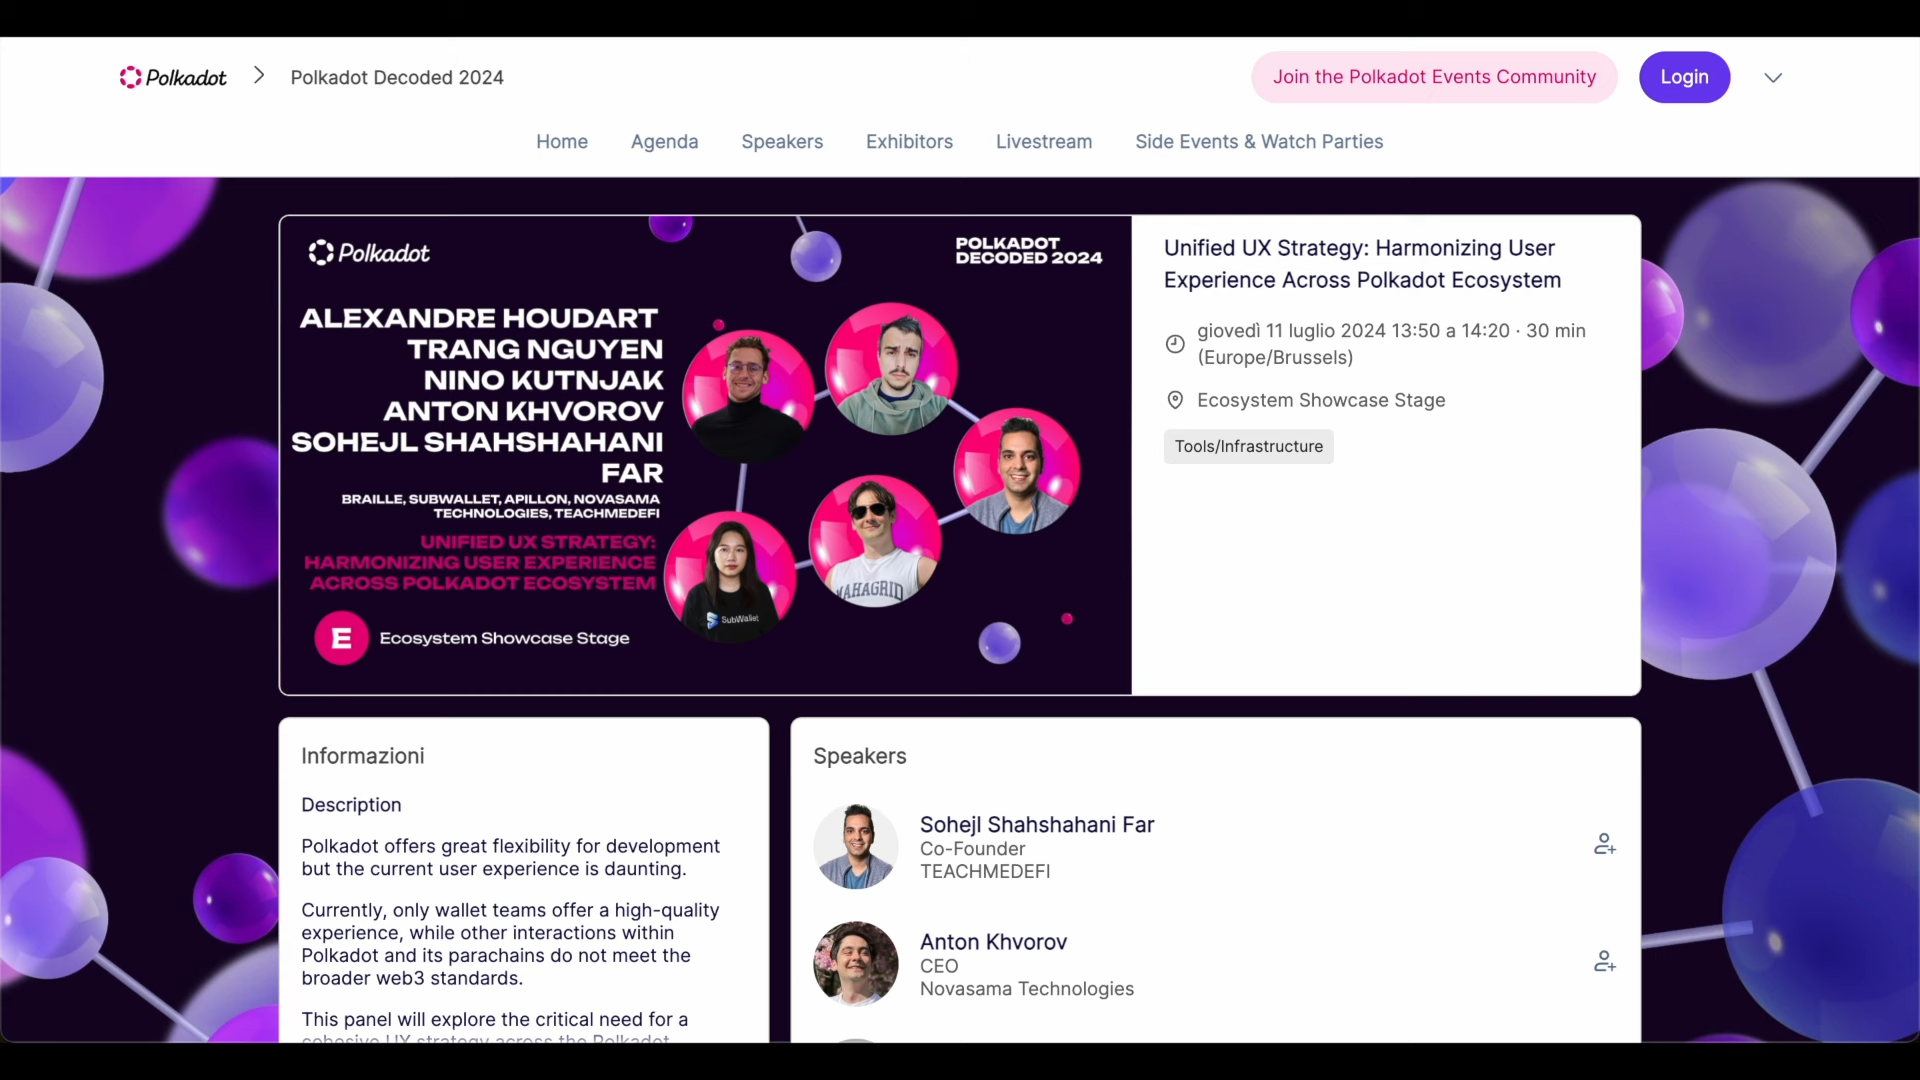 Polkadot
Polkadot Decoded 2024
Join the Polkadot Events Community
Login
Home
Agenda
Speakers
Exhibitors
Livestream
Side Events & Watch Parties
Polkadot
POLKADOT
DECODED 2024
ALEXANDRE HOUDART
TRANG NGUYEN
NINO KUTNJAK
ANTON KHVOROV
SOHEJL SHAHSHAHANI
FAR
BRAILLE, SUBWALLET, APILLON, NOVASAMA
TECHNOLOGIES, TEACHMEDEFI
UNIFIED UX STRATEGY:
HARMONIZING USER EXPERIENCE
ACROSS POLKADOT ECOSYSTEM
E
Ecosystem Showcase Stage
SubWallet
MAHAGRID
Unified UX Strategy: Harmonizing User
Experience Across Polkadot Ecosystem
giovedì 11 luglio 2024 13:50 a 14:20 · 30 min
(Europe/Brussels)
Ecosystem Showcase Stage
Tools/Infrastructure
Informazioni
Description
Polkadot offers great flexibility for development
but the current user experience is daunting.
Currently, only wallet teams offer a high-quality
experience, while other interactions within
Polkadot and its parachains do not meet the
broader web3 standards.
This panel will explore the critical need for a
cohesive UX strategy across the Polkadot
Speakers
Sohejl Shahshahani Far
Co-Founder
TEACHMEDEFI
Anton Khvorov
CEO
Novasama Technologies